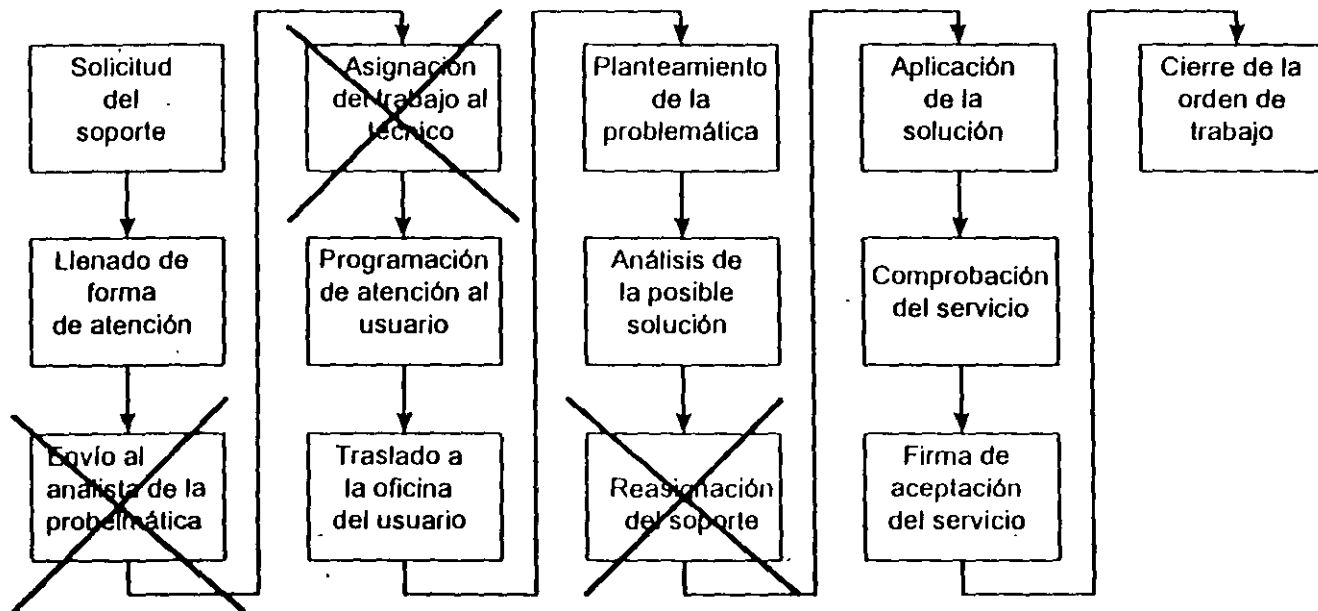 Solicitud
del
soporte
Llenado de
forma
de atención
Envío al
análista de la
probelmática
Asignación
del trabajo al
técnico
Programación
de atención al
usuario
Traslado a
la oficina
del usuario
Planteamiento
de la
problemática
Análisis de
la posible
solución
Reasignación
del soporte
Aplicación
de la
solución
Comprobación
del servicio
Firma de
aceptación
del servicio
Cierre de la
orden de
trabajo